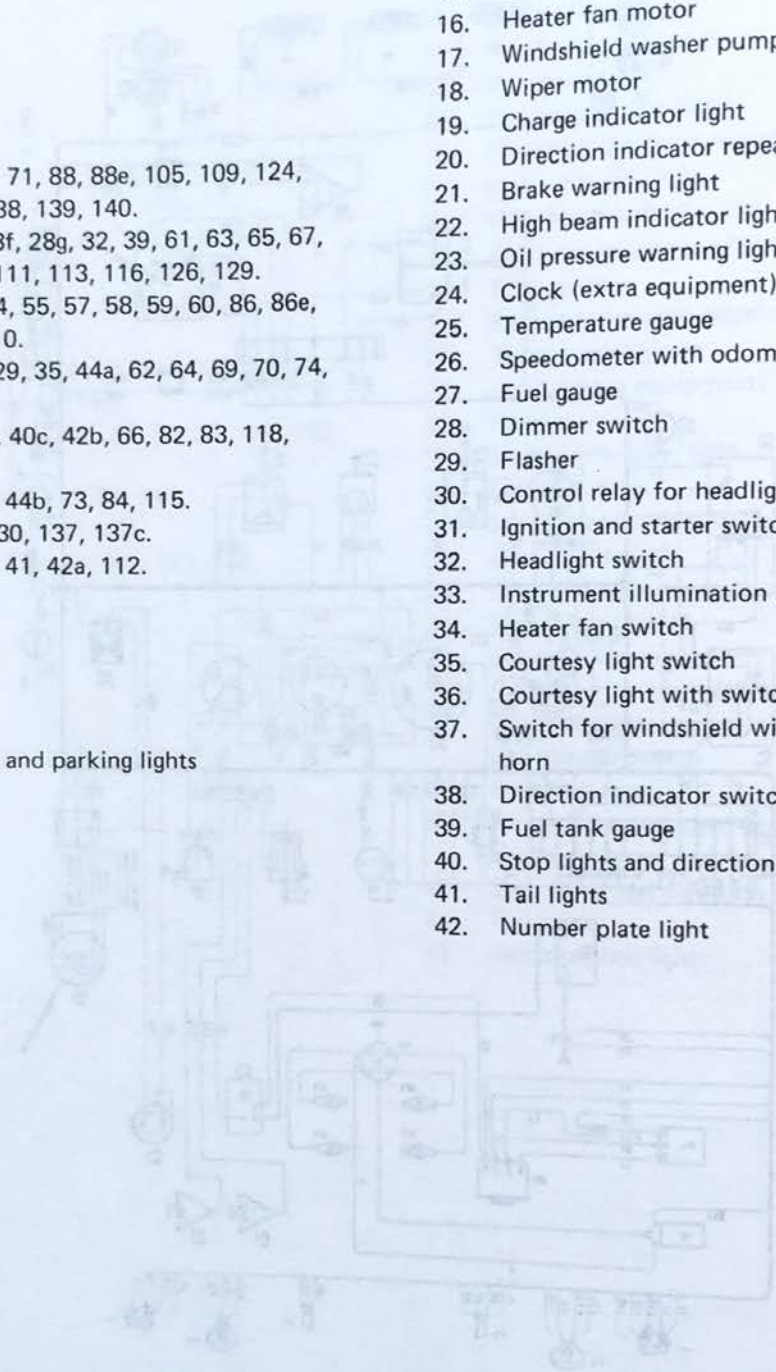 71, 88, 88e, 105, 109, 124,
38, 139, 140.
3f, 28g, 32, 39, 61, 63, 65, 67,
111, 113, 116, 126, 129.
4, 55, 57, 58, 59, 60, 86, 86e,
0.
29, 35, 44a, 62, 64, 69, 70, 74,
40c, 42b, 66, 82, 83, 118,
44b, 73, 84, 115.
30, 137, 137c.
41, 42a, 112.
and parking lights
16. Heater fan motor
17. Windshield washer pump
18. Wiper motor
19. Charge indicator light
20. Direction indicator repea
21. Brake warning light
22. High beam indicator ligh
23. Oil pressure warning ligh
24. Clock (extra equipment)
25. Temperature gauge
26. Speedometer with odom
27. Fuel gauge
28. Dimmer switch
29. Flasher
30. Control relay for headlig
31. Ignition and starter switc
32. Headlight switch
33. Instrument illumination
34. Heater fan switch
35. Courtesy light switch
36. Courtesy light with switc
37. Switch for windshield wi
horn
38. Direction indicator switc
39. Fuel tank gauge
40. Stop lights and direction
41. Tail lights
42. Number plate light